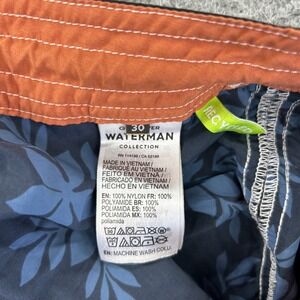 30
WATERMAN
COLLECTION
MADE IN VIETNAM /
FABRIQUÉ AU VIETNAM /
FEITO EM VIETNÃ /
FABRICADO EN VIETNAM /
HECHO EN VIETNAM
EN: 100% NYLON FR: 100%
POLYAMIDE BR: 100%
POLIAMIDA ES: 100%
POLIAMIDA MX: 100%
poliamida
EN: MACHINE WASH COLD,